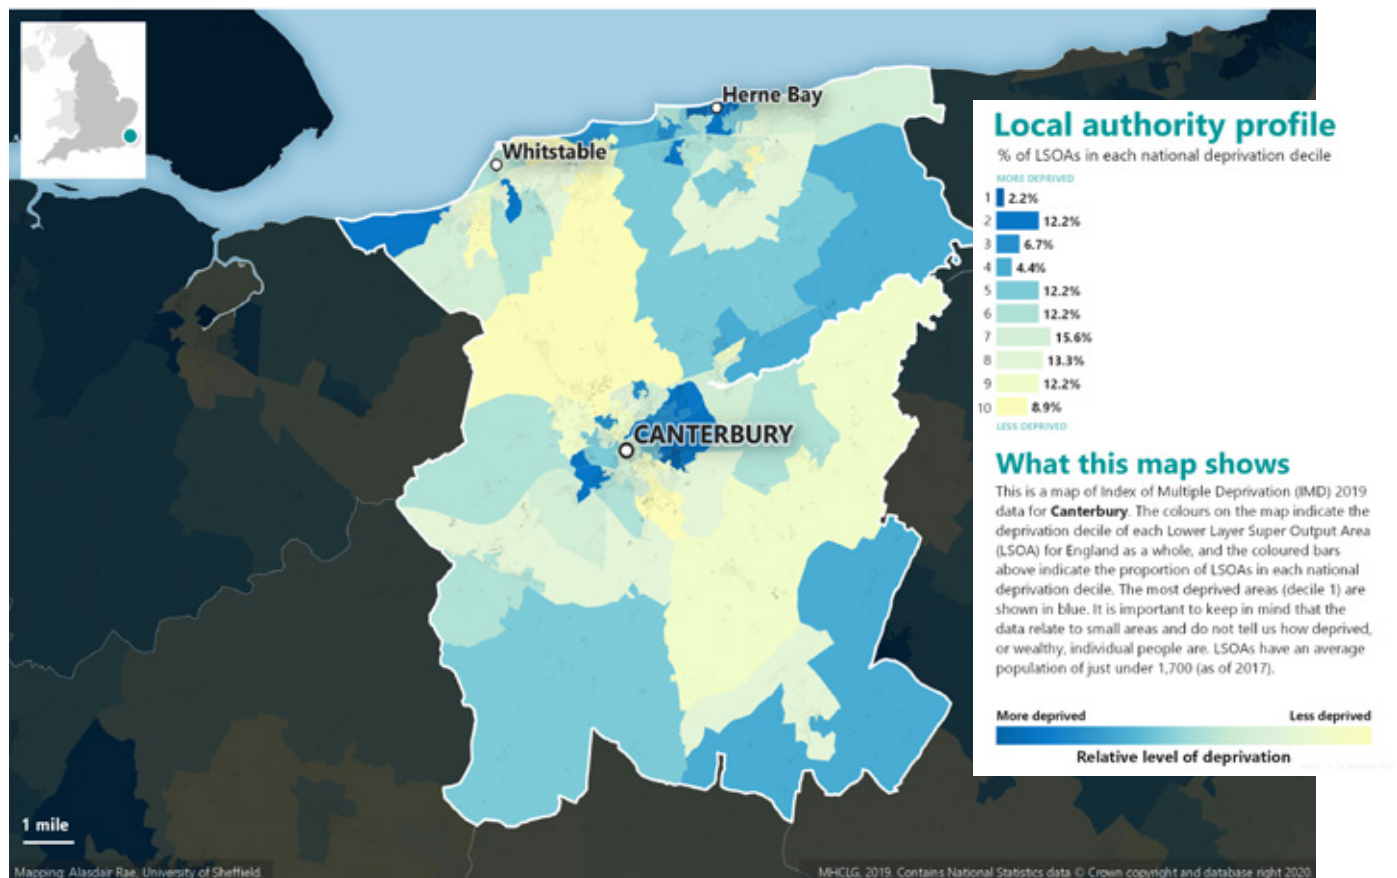 Herne Bay
Whitstable
CANTERBURY
1 mile
Mapping: Alasdair Rae, University of Sheffield.
MHCLG, 2019. Contains National Statistics data © Crown copyright and database right 2020
Local authority profile
% of LSOAs in each national deprivation decile
MORE DEPRIVED
1 2.2%
2 12.2%
3 6.7%
4 4.4%
5 12.2%
6 12.2%
7 15.6%
8 13.3%
9 12.2%
10 8.9%
LESS DEPRIVED
What this map shows
This is a map of Index of Multiple Deprivation (IMD) 2019
data for Canterbury. The colours on the map indicate the
deprivation decile of each Lower Layer Super Output Area
(LSOA) for England as a whole, and the coloured bars
above indicate the proportion of LSOAs in each national
deprivation decile. The most deprived areas (decile 1) are
shown in blue. It is important to keep in mind that the
data relate to small areas and do not tell us how deprived,
or wealthy, individual people are. LSOAs have an average
population of just under 1,700 (as of 2017).
More deprived Less deprived
Relative level of deprivation